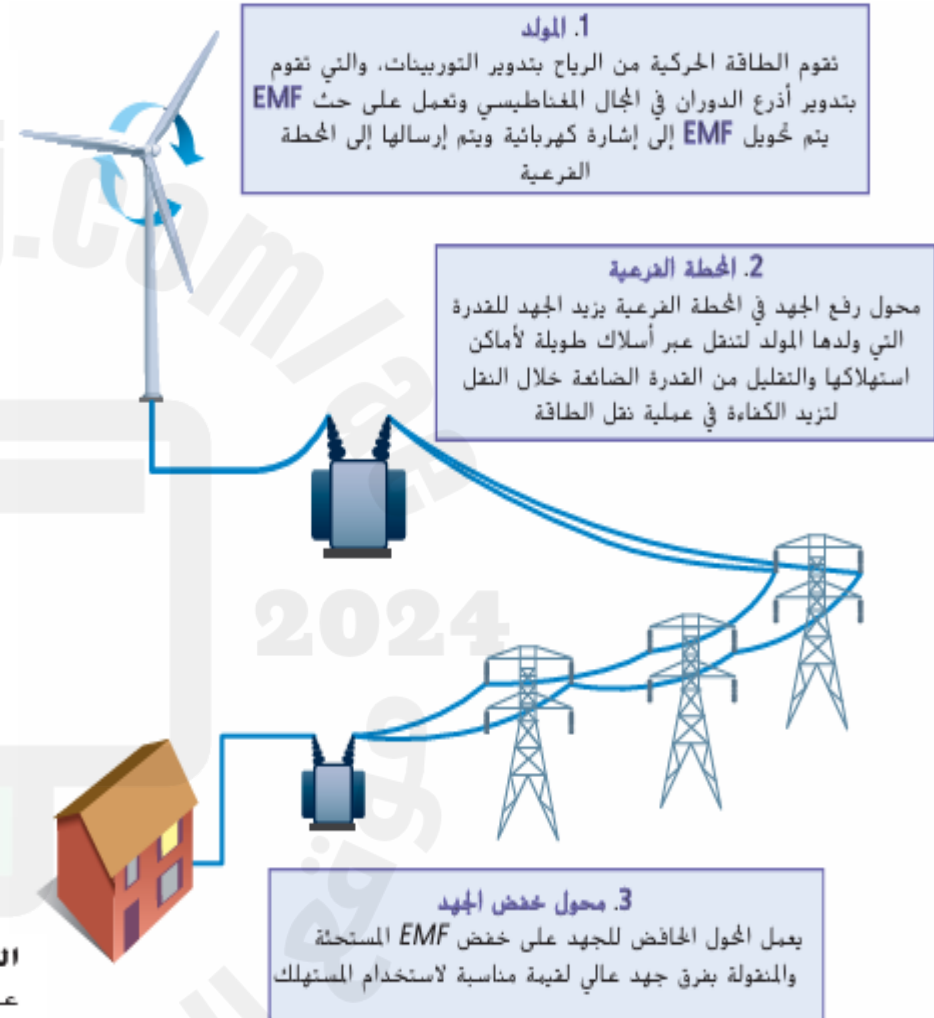 1. المولد
تقوم الطاقة الحركية من الرياح بتدوير التوربينات، والتي تقوم
بتدوير أذرع الدوران في المجال المغناطيسي وتعمل على حث EMF
يتم تحويل EMF إلى إشارة كهربائية ويتم إرسالها إلى المحطة
الفرعية
2. المحطة الفرعية
محول رفع الجهد في المحطة الفرعية يزيد الجهد للقدرة
التي ولدها المولد لتنقل عبر أسلاك طويلة لأماكن
استهلاكها والتقليل من القدرة الضائعة خلال النقل
لتزيد الكفاءة في عملية نقل الطاقة
2024
موقع
3. محول خفض الجهد
يعمل المحول الخافض للجهد على خفض EMF المستحثة
والمنقولة بفرق جهد عالي لقيمة مناسبة لاستخدام المستهلك